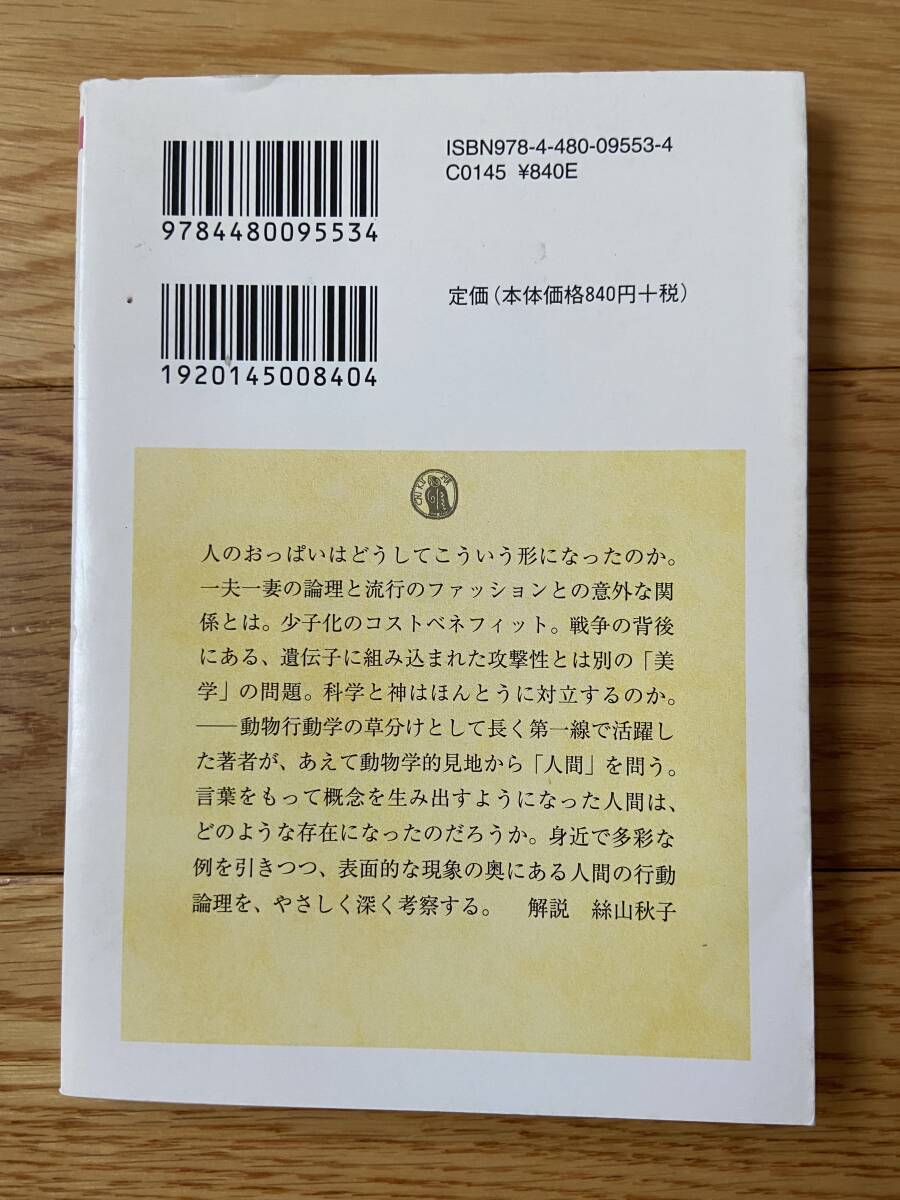 ISBN978-4-480-09553-4
C0145 ¥840E
9784480095534
定価(本体価格840円+税)
1920145008404
CHIKUMA
人のおっぱいはどうしてこういう形になったのか。
一夫一妻の論理と流行のファッションとの意外な関
係とは。少子化のコストベネフィット。戦争の背後
にある、遺伝子に組み込まれた攻撃性とは別の「美
学」の問題。科学と神はほんとうに対立するのか。
──動物行動学の草分けとして長く第一線で活躍し
た著者が、あえて動物学的見地から「人間」を問う。
言葉をもって概念を生み出すようになった人間は、
どのような存在になったのだろうか。身近で多彩な
例を引きつつ、表面的な現象の奥にある人間の行動
論理を、やさしく深く考察する。 解説 絲山秋子